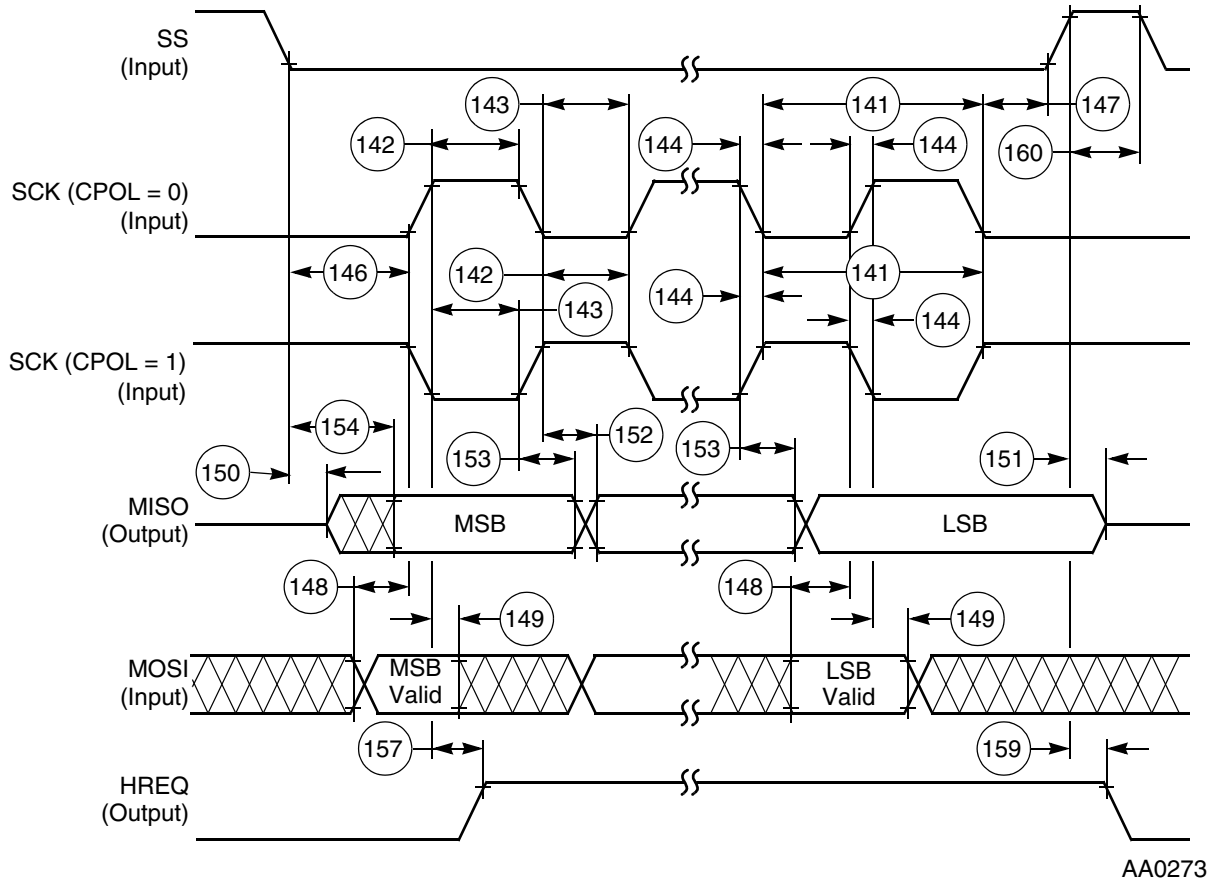 SS
(Input)
143
141
147
142
144
144
160
SCK (CPOL = 0)
(Input)
146
142
141
144
143
144
SCK (CPOL = 1)
(Input)
154
152
150
153
153
151
MISO
(Output)
MSB
LSB
148
148
149
149
MOSI
(Input)
MSB
Valid
LSB
Valid
157
159
HREQ
(Output)
AA0273